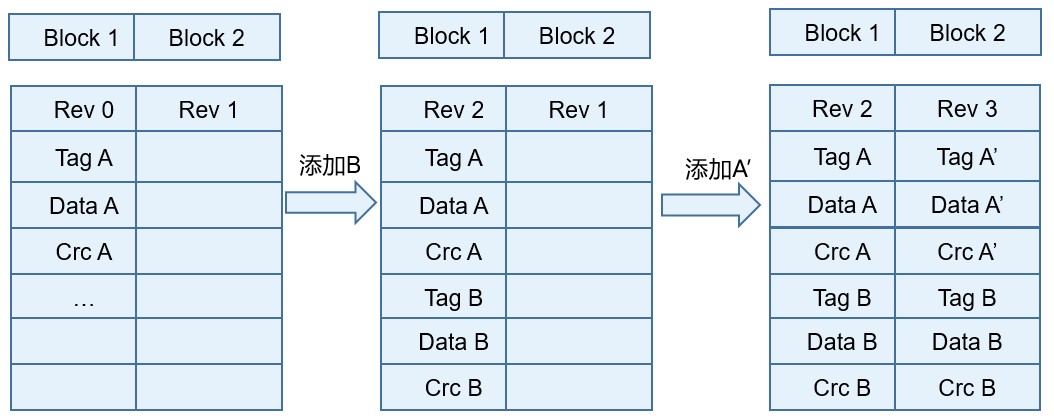 Block 1 Block 2
Rev 0 Rev 1
Tag A
Data A
Crc A
…
添加B
Block 1 Block 2
Rev 2 Rev 1
Tag A
Data A
Crc A
Tag B
Data B
Crc B
添加A’
Block 1 Block 2
Rev 2 Rev 3
Tag A Tag A’
Data A Data A’
Crc A Crc A’
Tag B Tag B
Data B Data B
Crc B Crc B